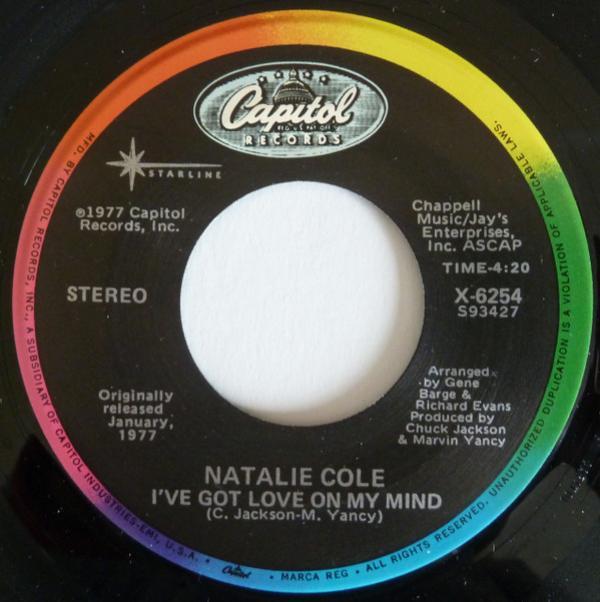 Capitol
REG. U.S. PAT. OFF.
RECORDS
STARLINE
℗1977 Capitol
Records, Inc.
Chappell
Music/Jay's
Enterprises,
Inc. ASCAP
TIME-4:20
STEREO
X-6254
S93427
Originally
released
January,
1977
Arranged
by Gene
Barge &
Richard Evans
Produced by
Chuck Jackson
& Marvin Yancy
NATALIE COLE
I'VE GOT LOVE ON MY MIND
(C. Jackson-M. Yancy)
MFD. BY CAPITOL RECORDS, INC., A SUBSIDIARY OF CAPITOL INDUSTRIES-EMI, U.S.A. • Capitol • MARCA REG • ALL RIGHTS RESERVED. UNAUTHORIZED DUPLICATION IS A VIOLATION OF APPLICABLE LAWS.